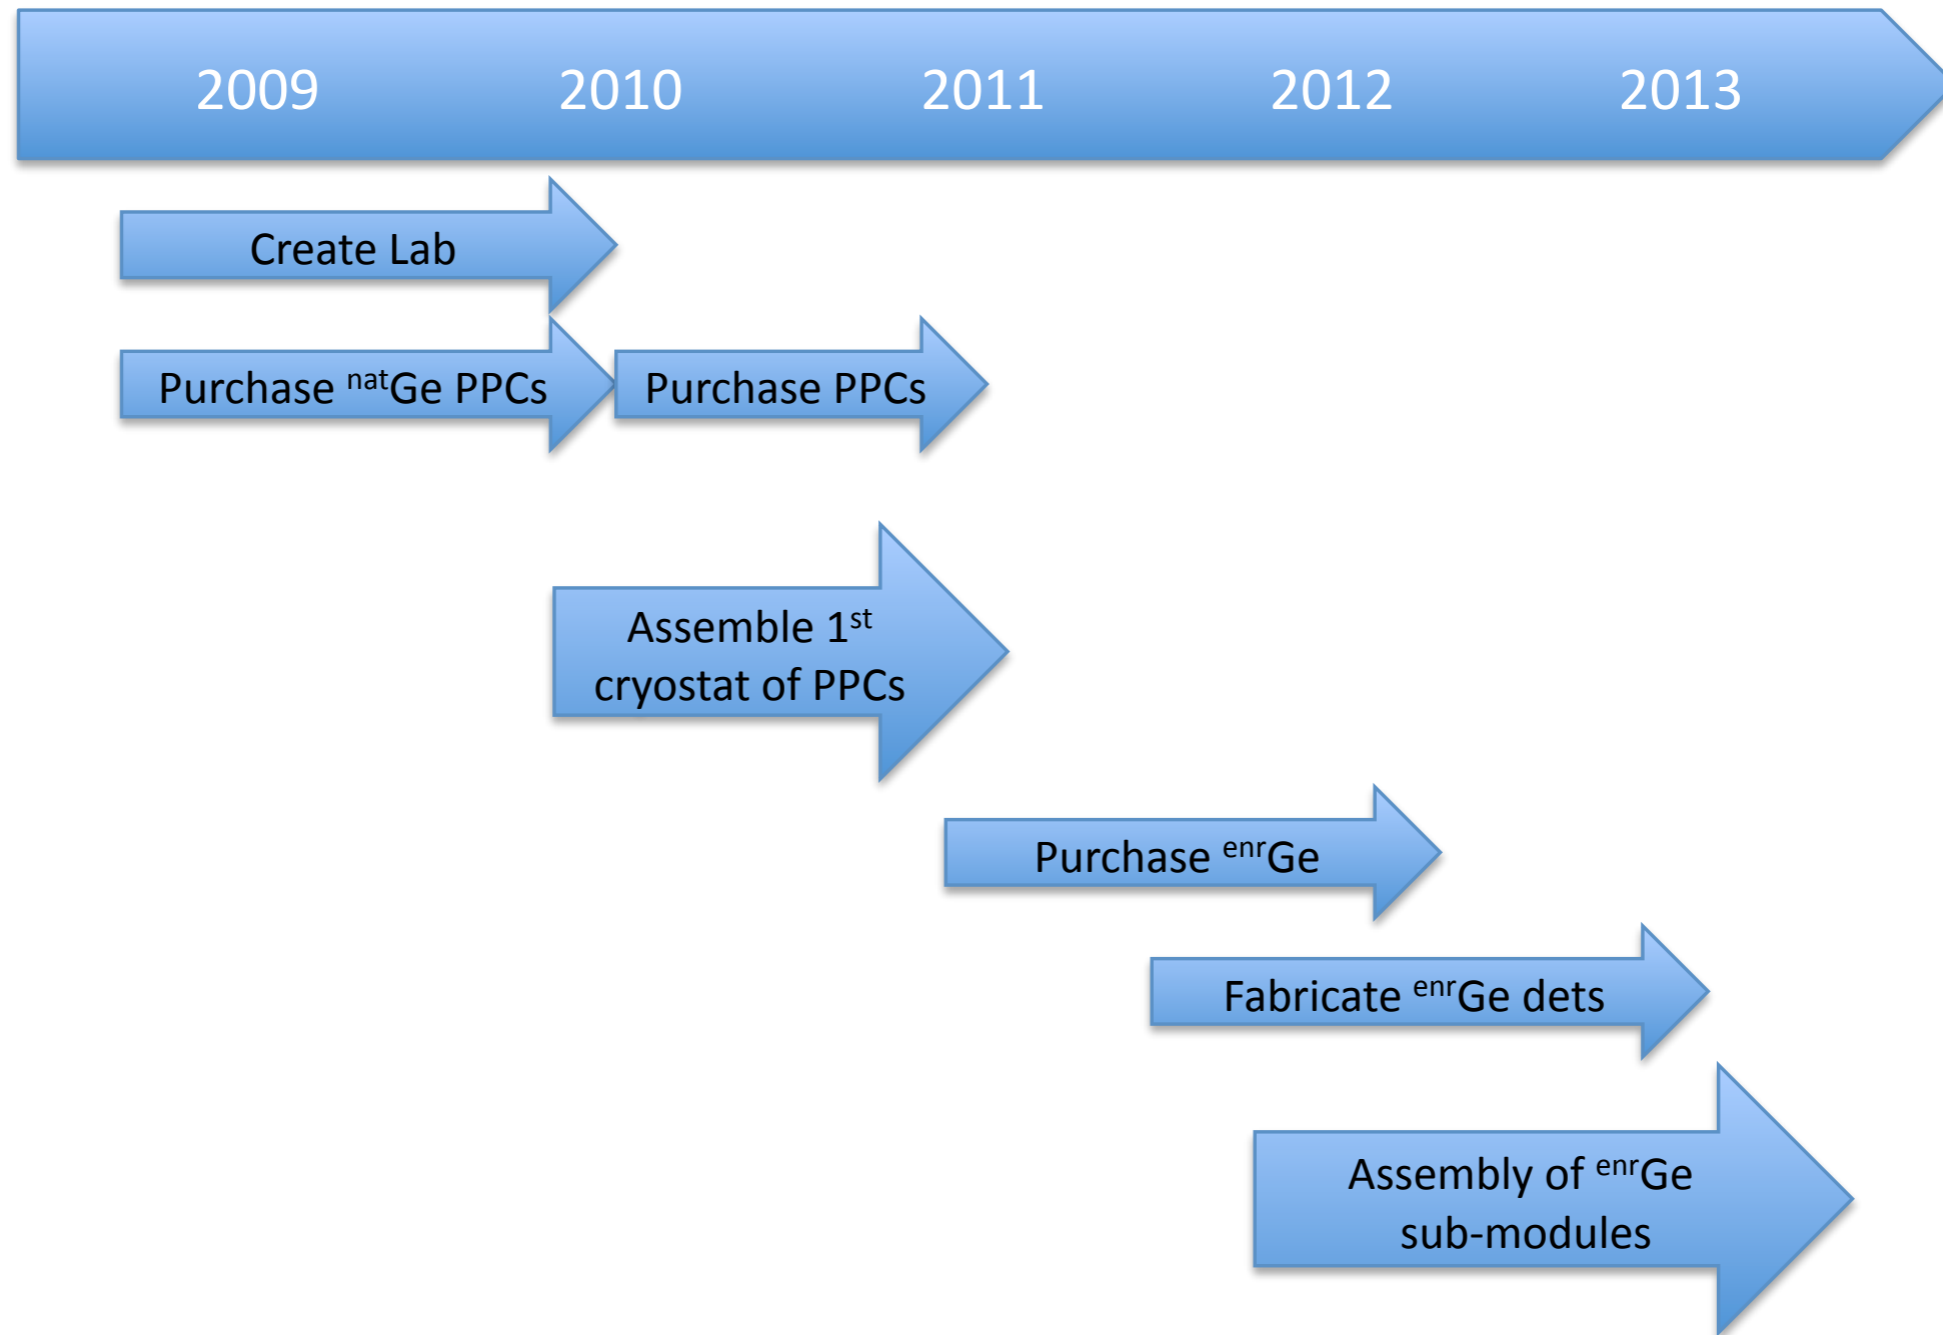 2009 2010 2011 2012 2013
Create Lab
Purchase ⁿᵃᵗGe PPCs
Purchase PPCs
Assemble 1ˢᵗ
cryostat of PPCs
Purchase ᵉⁿʳGe
Fabricate ᵉⁿʳGe dets
Assembly of ᵉⁿʳGe
sub-modules